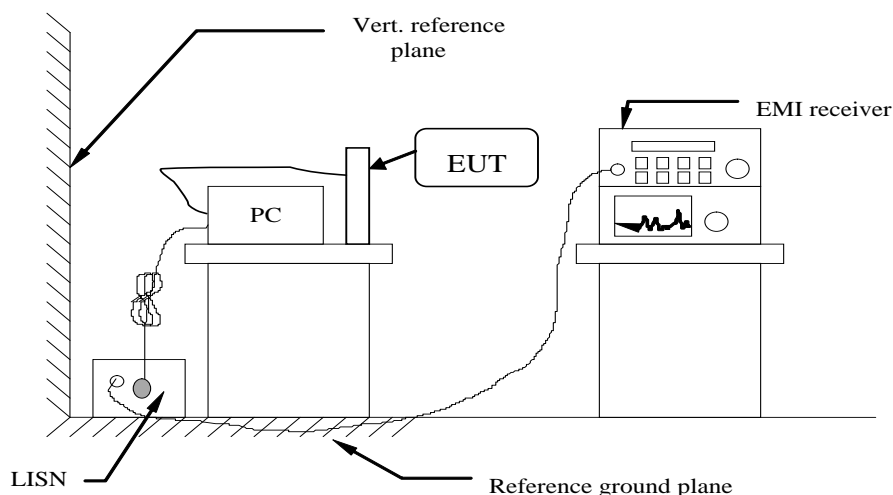 Vert. reference
plane
EMI receiver
EUT
PC
LISN
Reference ground plane